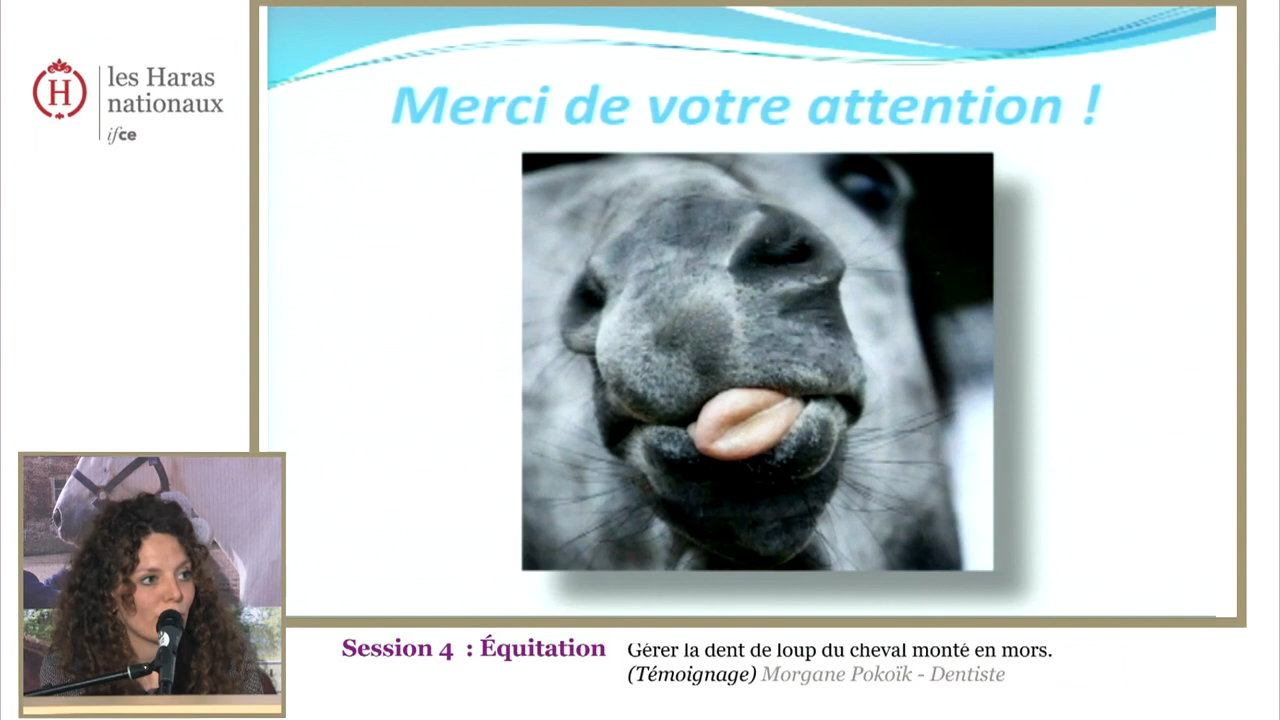 les Haras
nationaux
ifce
H
Merci de votre attention !
Session 4 : Équitation
Gérer la dent de loup du cheval monté en mors.
(Témoignage) Morgane Pokoïk - Dentiste